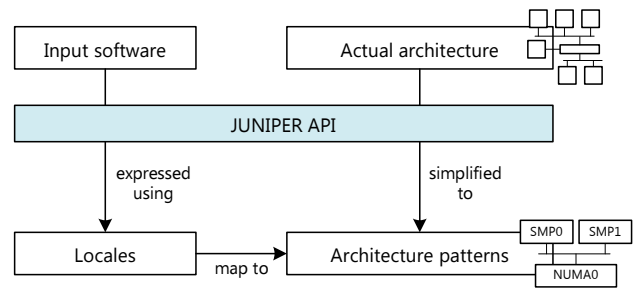 Input software
Actual architecture
JUNIPER API
expressed
using
simplified
to
Locales
map to
Architecture patterns
SMP0
SMP1
NUMA0